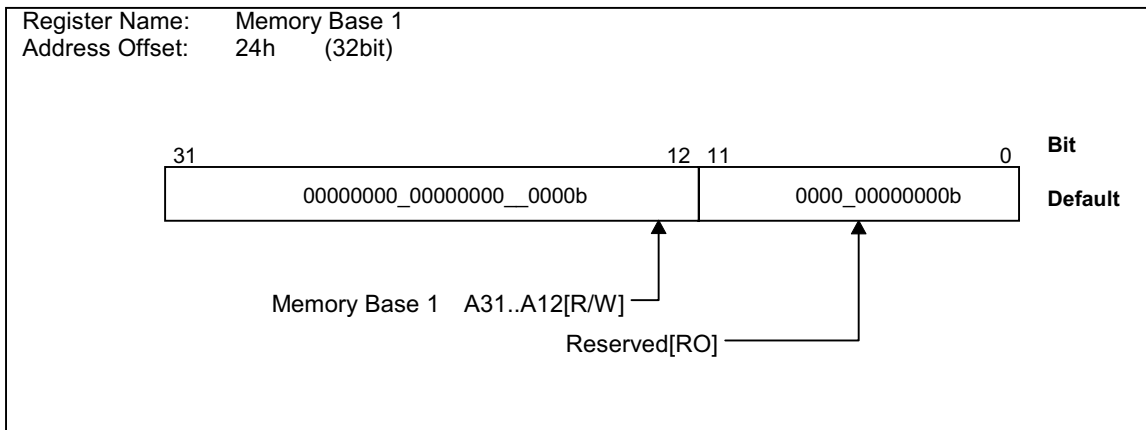 Register Name: Memory Base 1
Address Offset: 24h (32bit)
31 12 11 0 Bit
00000000_00000000__0000b 0000_00000000b Default
Memory Base 1 A31..A12[R/W]
Reserved[RO]